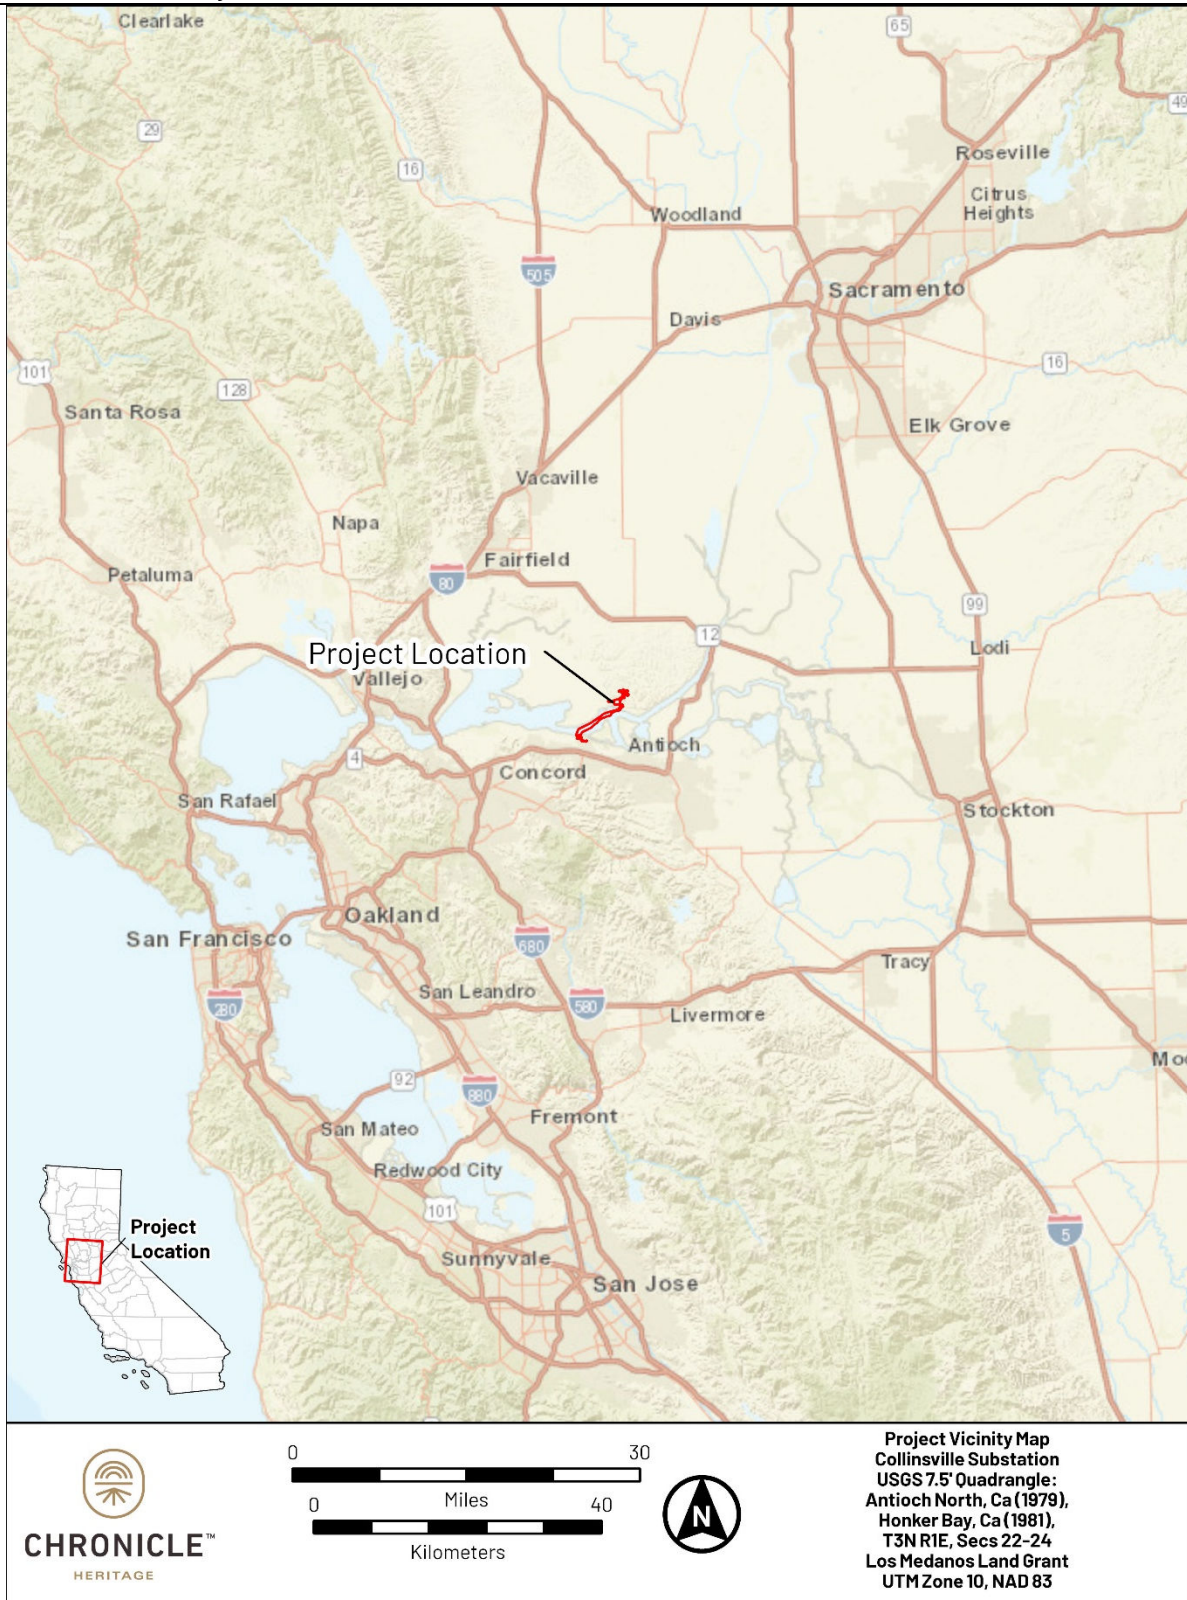 Clearlake
65
29
49
16
Roseville
Citrus
Heights
Woodland
505
Sacramento
Davis
101
128
16
Santa Rosa
Elk Grove
Vacaville
Napa
Fairfield
Petaluma
80
99
12
Lodi
Project Location
Vallejo
Antioch
4
Concord
San Rafael
Stockton
Oakland
San Francisco
680
Tracy
San Leandro
280
580
Livermore
Mo
92
880
Fremont
San Mateo
Redwood City
101
Project
Location
5
Sunnyvale
San Jose
0 30
Miles
0 40
Kilometers
N
CHRONICLE™
HERITAGE
Project Vicinity Map
Collinsville Substation
USGS 7.5' Quadrangle:
Antioch North, Ca (1979),
Honker Bay, Ca (1981),
T3N R1E, Secs 22-24
Los Medanos Land Grant
UTM Zone 10, NAD 83